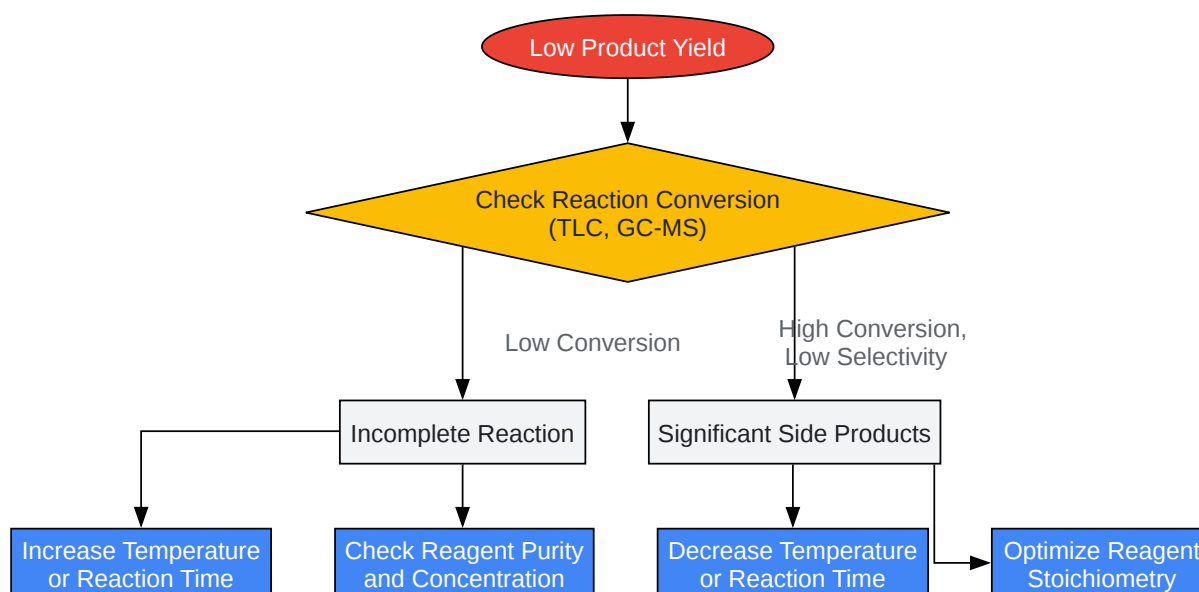 Low Product Yield
Check Reaction Conversion
(TLC, GC-MS)
Low Conversion
High Conversion,
Low Selectivity
Incomplete Reaction
Significant Side Products
Increase Temperature
or Reaction Time
Check Reagent Purity
and Concentration
Decrease Temperature
or Reaction Time
Optimize Reagent
Stoichiometry